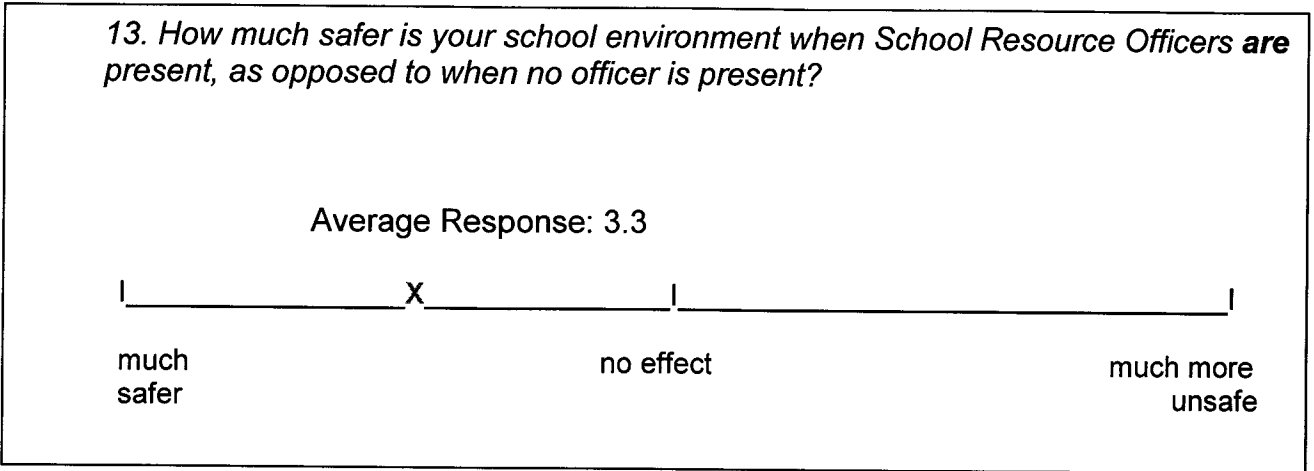 13. How much safer is your school environment when School Resource Officers are
present, as opposed to when no officer is present?
Average Response: 3.3
I_________________X_______________I__________________________________I
much
safer
no effect
much more
unsafe